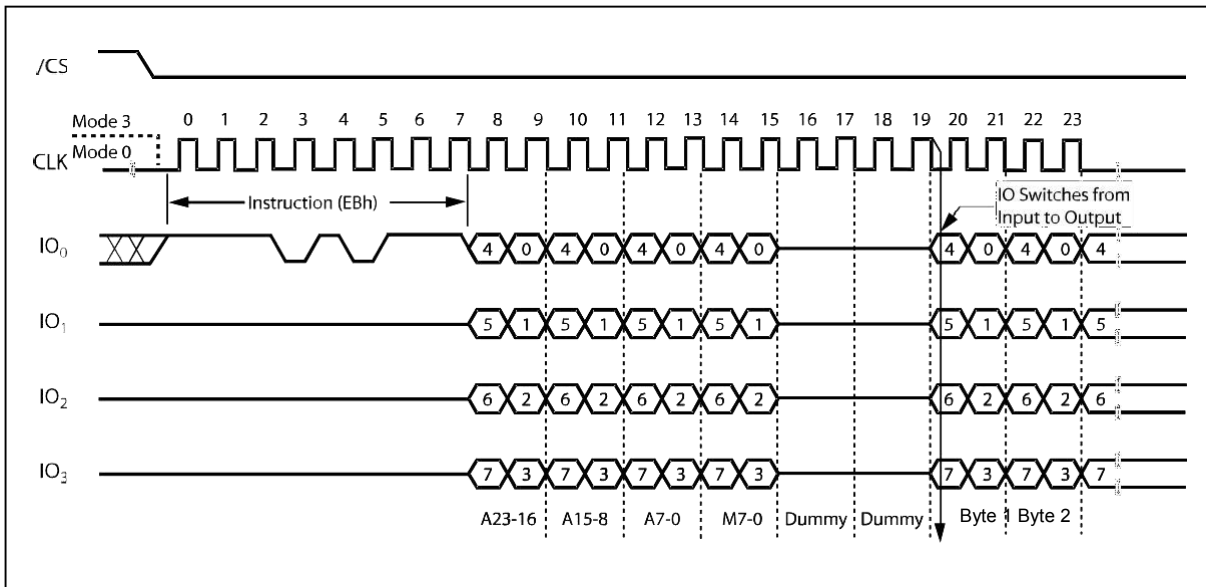 /CS
Mode 3
Mode 0
CLK
0 1 2 3 4 5 6 7 8 9 10 11 12 13 14 15 16 17 18 19 20 21 22 23
Instruction (EBh)
IO Switches from
Input to Output
IO0 4 0 4 0 4 0 4 0 4 0 4 0 4
IO1 5 1 5 1 5 1 5 1 5 1 5 1 5
IO2 6 2 6 2 6 2 6 2 6 2 6 2 6
IO3 7 3 7 3 7 3 7 3 7 3 7 3 7
A23-16 A15-8 A7-0 M7-0 Dummy Dummy Byte 1 Byte 2